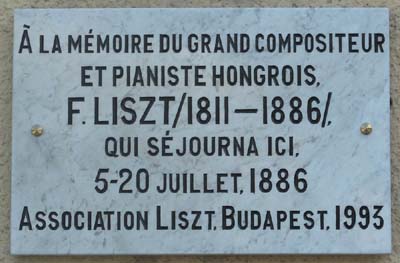 Ã LA MÉMOIRE DU GRAND COMPOSITEUR
ET PIANISTE HONGROIS,
F. LISZT/1811–1886/,
QUI SÉJOURNA ICI,
5-20 JUILLET, 1886
ASSOCIATION LISZT, BUDAPEST, 1993